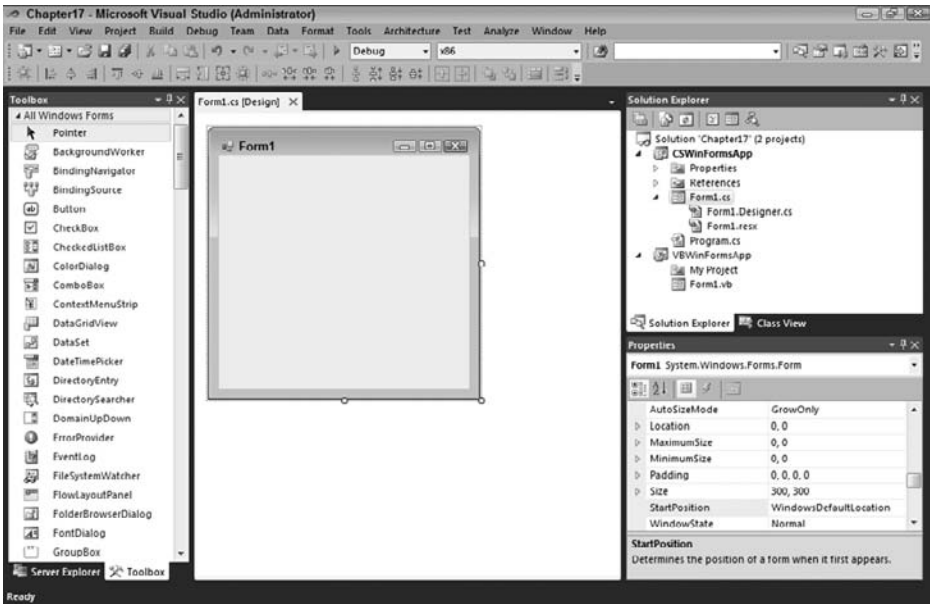 Chapter17 - Microsoft Visual Studio (Administrator)
File Edit View Project Build Debug Team Data Format Tools Architecture Test Analyze Window Help
Debug x86
Toolbox
All Windows Forms
Pointer
BackgroundWorker
BindingNavigator
BindingSource
Button
CheckBox
CheckedListBox
ColorDialog
ComboBox
ContextMenuStrip
DataGridView
DataSet
DateTimePicker
DirectoryEntry
DirectorySearcher
DomainUpDown
ErrorProvider
EventLog
FileSystemWatcher
FlowLayoutPanel
FolderBrowserDialog
FontDialog
GroupBox
Server Explorer Toolbox
Form1.cs [Design]
Form1
Solution Explorer
Solution 'Chapter17' (2 projects)
CSWinFormsApp
Properties
References
Form1.cs
Form1.Designer.cs
Form1.resx
Program.cs
VBWinFormsApp
My Project
Form1.vb
Solution Explorer Class View
Properties
Form1 System.Windows.Forms.Form
AutoSizeMode GrowOnly
Location 0, 0
MaximumSize 0, 0
MinimumSize 0, 0
Padding 0, 0, 0, 0
Size 300, 300
StartPosition WindowsDefaultLocation
WindowState Normal
StartPosition
Determines the position of a form when it first appears.
Ready